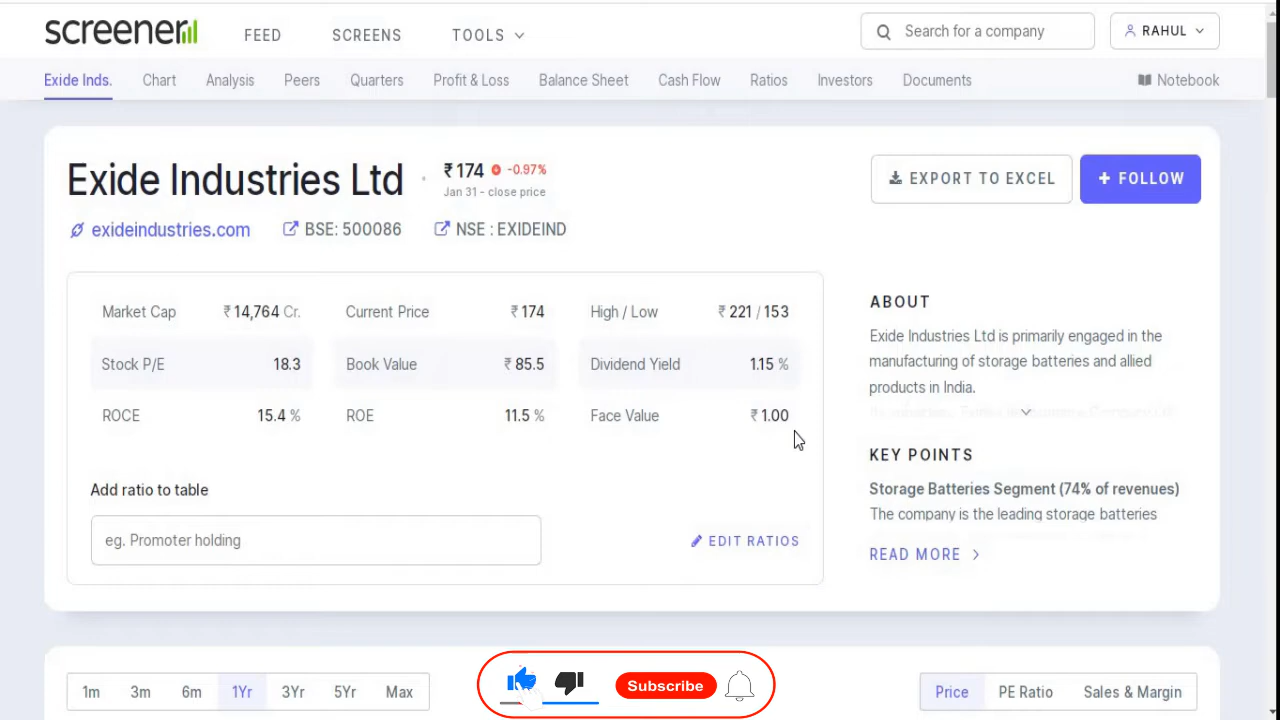 screener FEED SCREENS TOOLS Search for a company RAHUL
Exide Inds. Chart Analysis Peers Quarters Profit & Loss Balance Sheet Cash Flow Ratios Investors Documents Notebook
Exide Industries Ltd
₹ 174 -0.97%
Jan 31 - close price
EXPORT TO EXCEL
+ FOLLOW
exideindustries.com BSE: 500086 NSE : EXIDEIND
Market Cap ₹ 14,764 Cr. Current Price ₹ 174 High / Low ₹ 221 / 153
Stock P/E 18.3 Book Value ₹ 85.5 Dividend Yield 1.15 %
ROCE 15.4 % ROE 11.5 % Face Value ₹ 1.00
Add ratio to table
eg. Promoter holding
EDIT RATIOS
ABOUT
Exide Industries Ltd is primarily engaged in the
manufacturing of storage batteries and allied
products in India.
KEY POINTS
Storage Batteries Segment (74% of revenues)
The company is the leading storage batteries
READ MORE
1m 3m 6m 1Yr 3Yr 5Yr Max
Subscribe
Price PE Ratio Sales & Margin